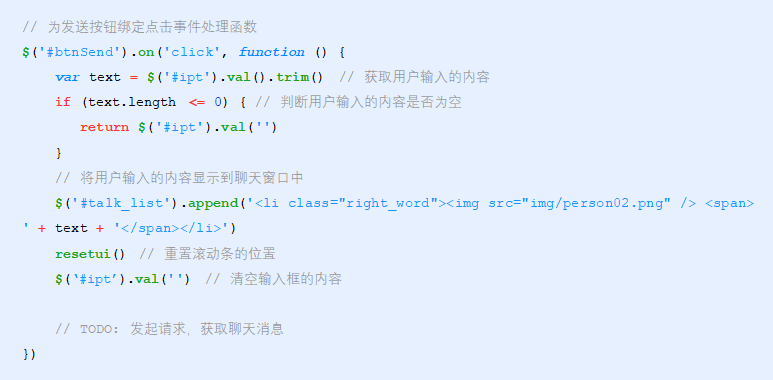 // 为发送按钮绑定点击事件处理函数
$('#btnSend').on('click', function () {
    var text = $('#ipt').val().trim()  // 获取用户输入的内容
    if (text.length <= 0) { // 判断用户输入的内容是否为空
       return $('#ipt').val('')
    }
    // 将用户输入的内容显示到聊天窗口中
    $('#talk_list').append('<li class="right_word"><img src="img/person02.png" /> <span>
' + text + '</span></li>')
    resetui()  // 重置滚动条的位置
    $(‘#ipt’).val('')  // 清空输入框的内容
    // TODO: 发起请求，获取聊天消息
})